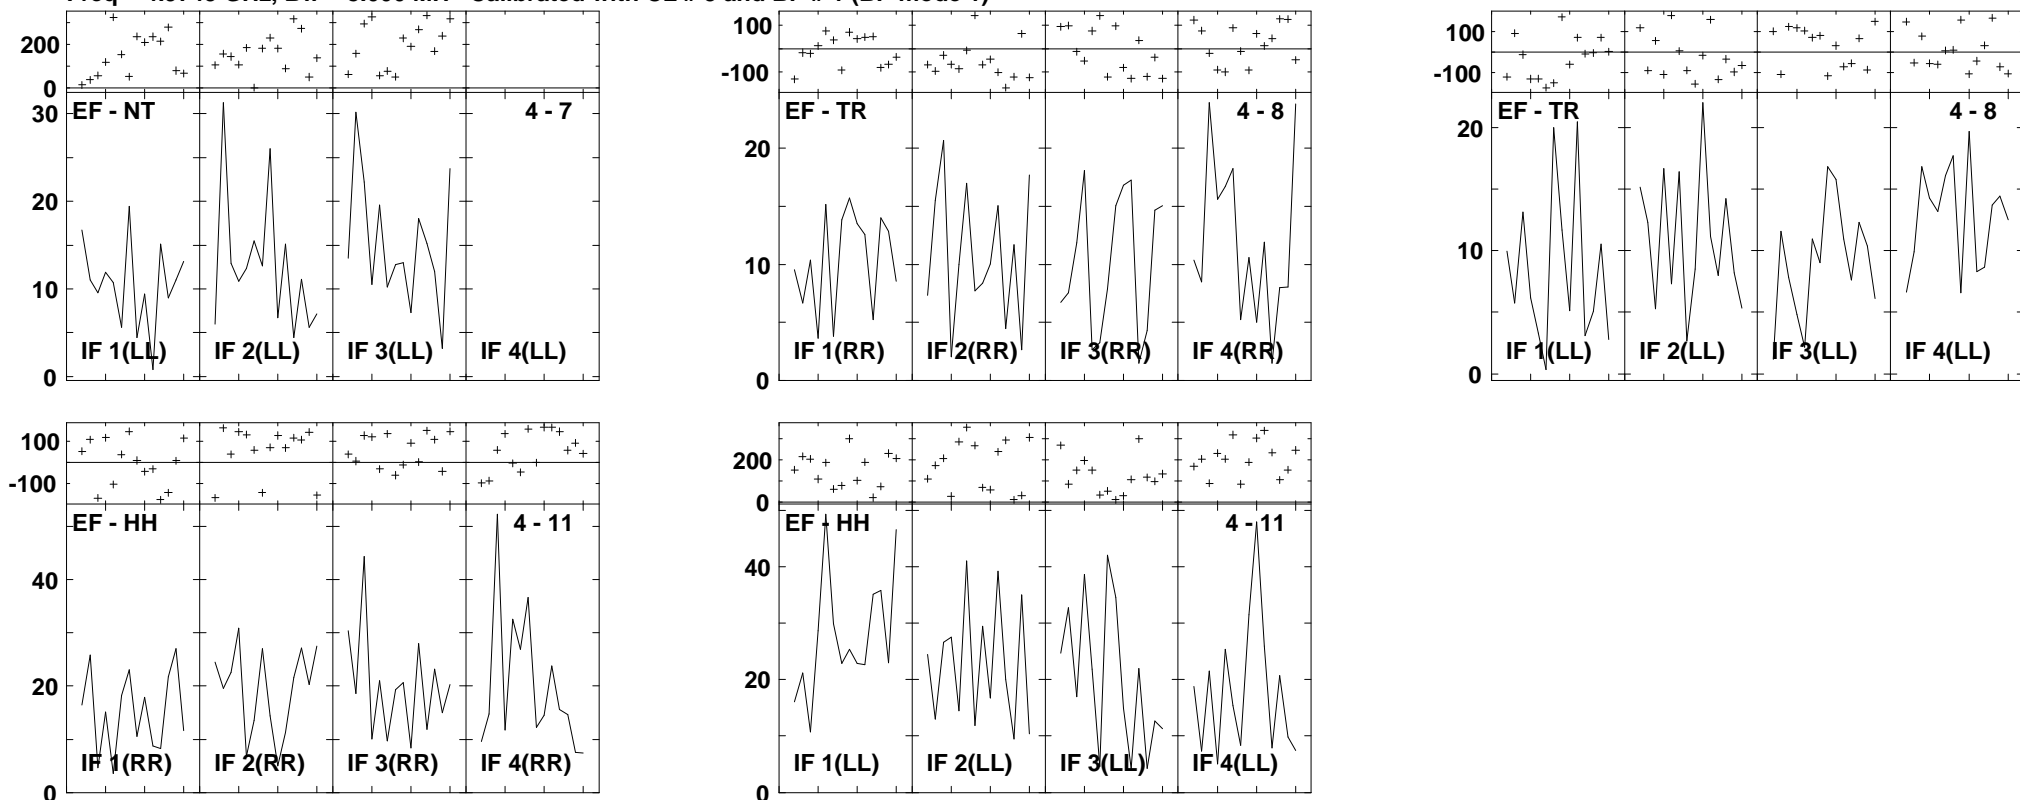 200
0
100
-100
100
-100
EF - NT
4 - 7
EF - TR
4 - 8
EF - TR
4 - 8
30
20
10
0
20
10
0
20
10
0
IF 1(LL)
IF 2(LL)
IF 3(LL)
IF 4(LL)
IF 1(RR)
IF 2(RR)
IF 3(RR)
IF 4(RR)
IF 1(LL)
IF 2(LL)
IF 3(LL)
IF 4(LL)
100
-100
200
0
EF - HH
4 - 11
EF - HH
4 - 11
40
20
0
40
20
0
IF 1(RR)
IF 2(RR)
IF 3(RR)
IF 4(RR)
IF 1(LL)
IF 2(LL)
IF 3(LL)
IF 4(LL)